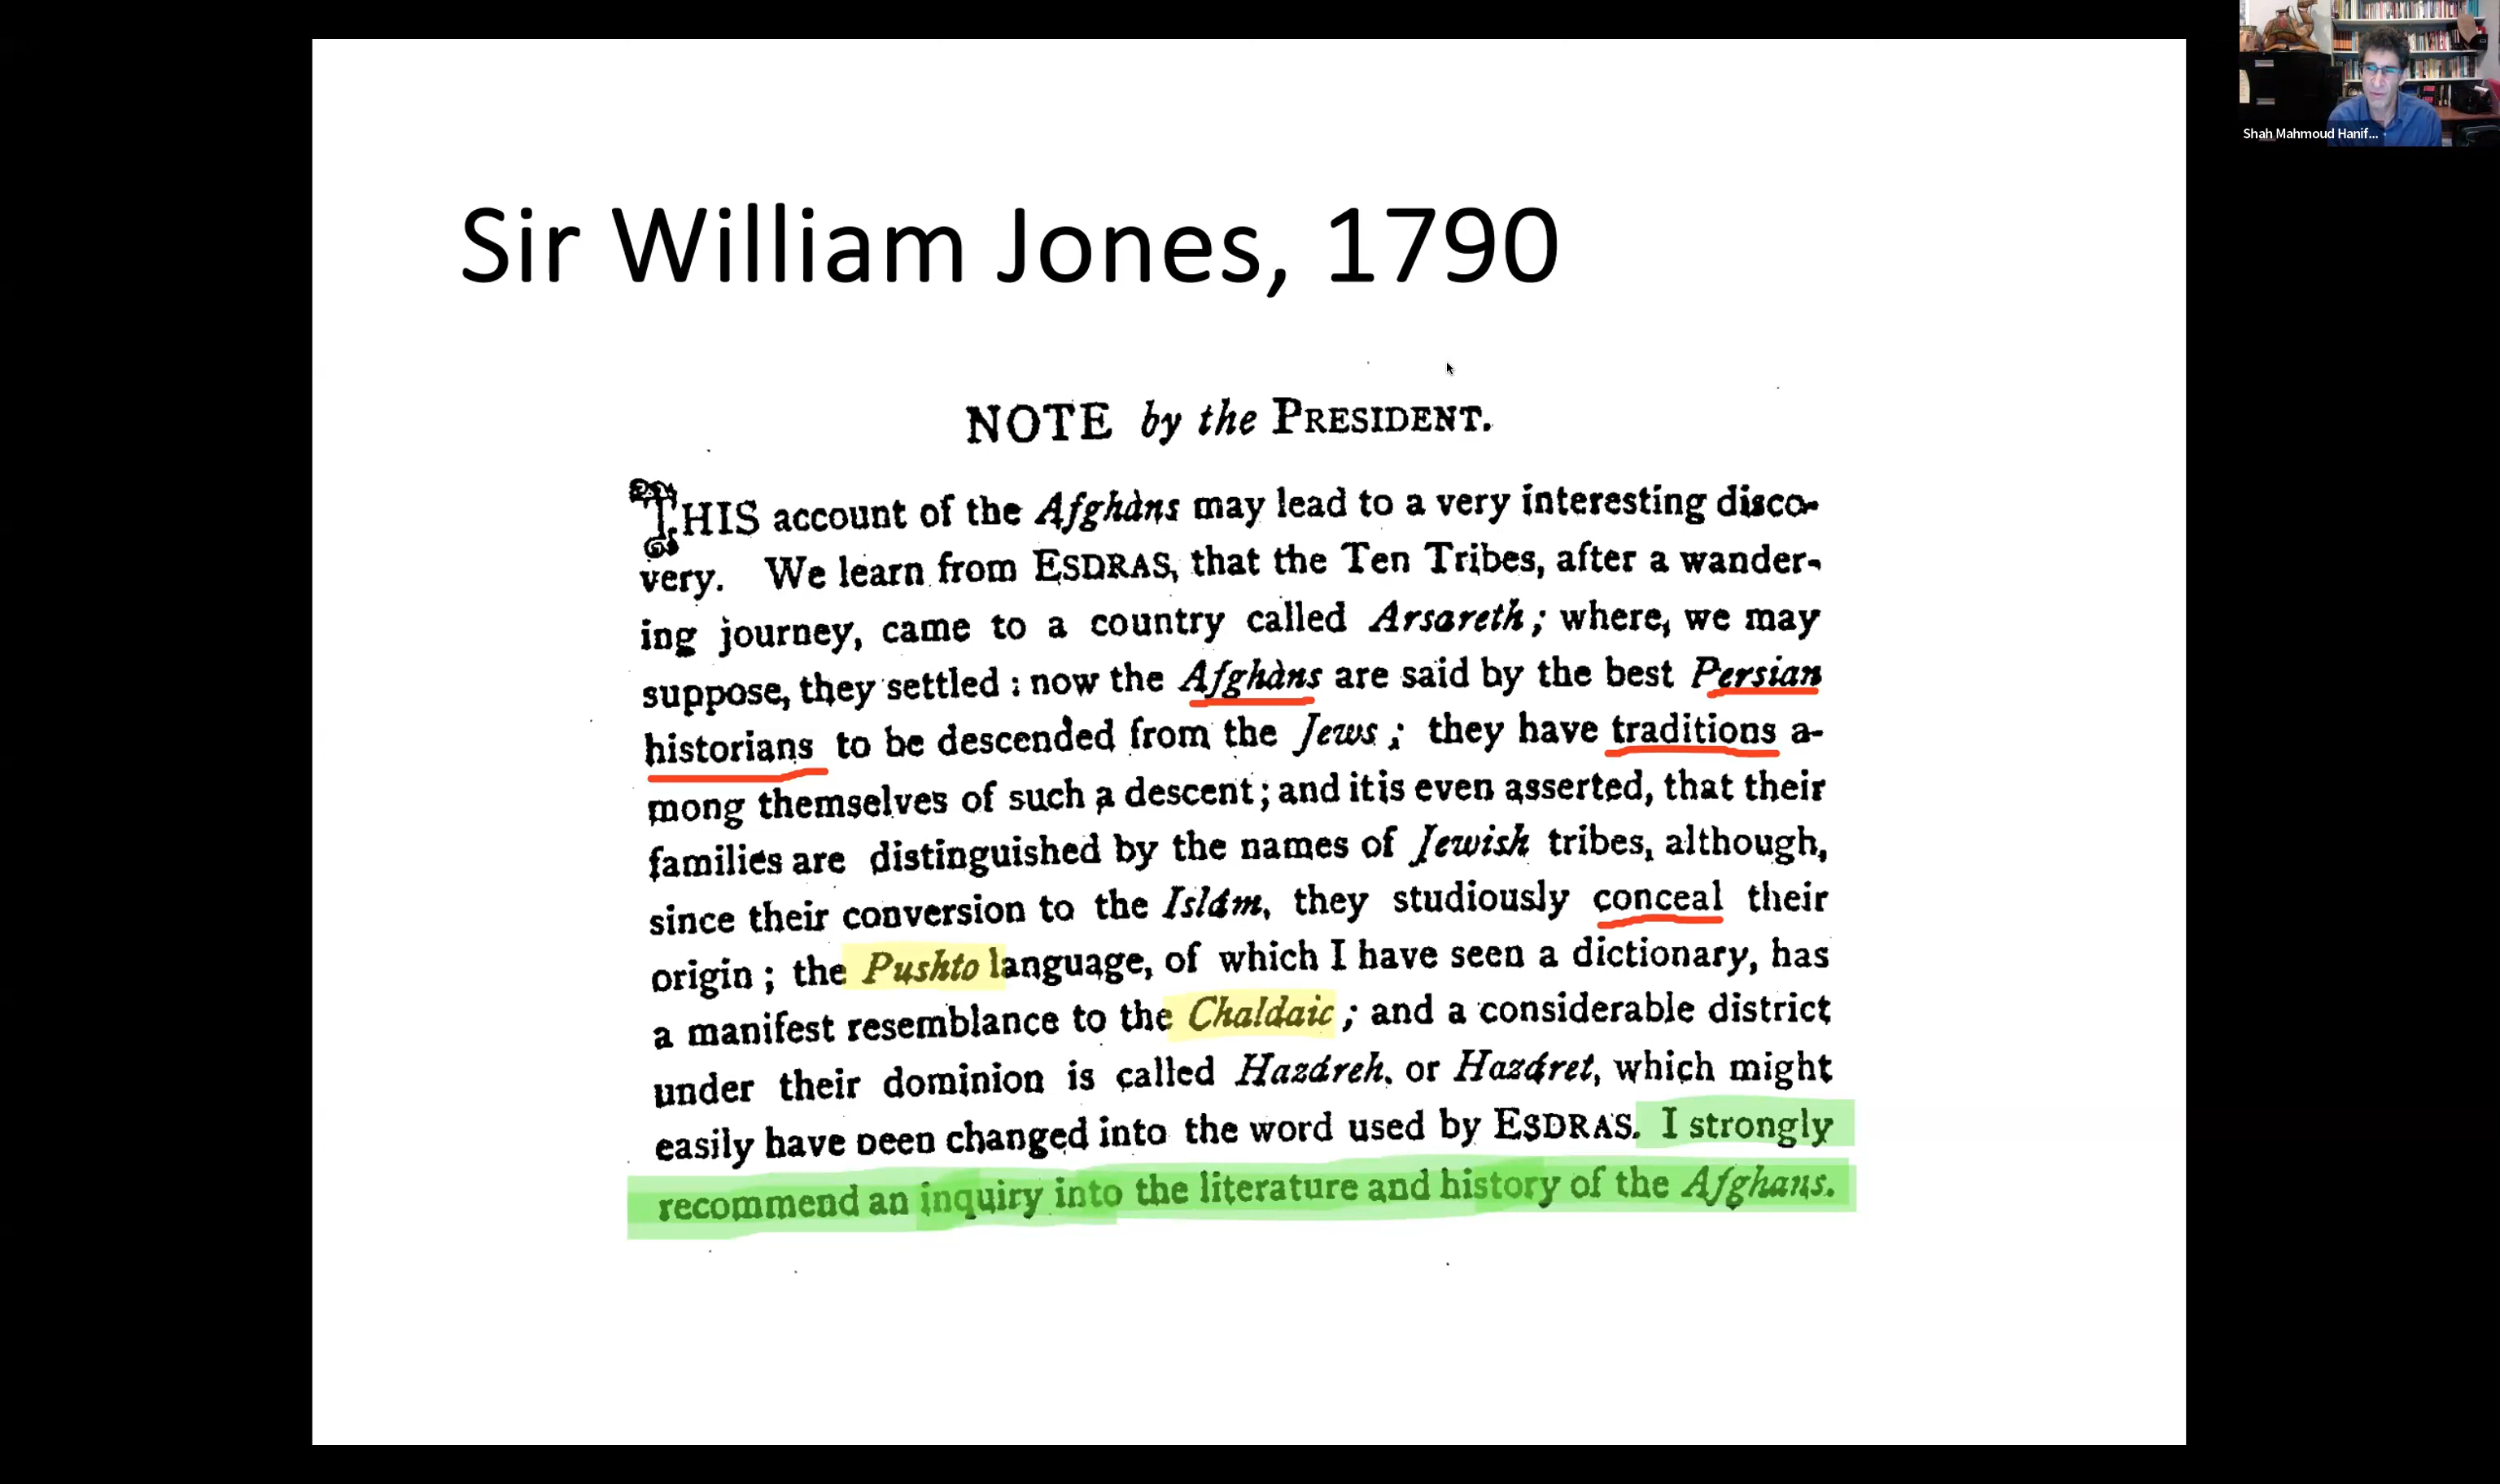 Sir William Jones, 1790
NOTE by the PRESIDENT.
THIS account of the Afghàns may lead to a very interesting disco-
very. We learn from ESDRAS, that the Ten Tribes, after a wander-
ing journey, came to a country called Arsareth; where, we may
suppose, they settled: now the Afghàns are said by the best Persian
historians to be descended from the Jews; they have traditions a-
mong themselves of such a descent; and it is even asserted, that their
families are distinguished by the names of Jewish tribes, although,
since their conversion to the Islám, they studiously conceal their
origin; the Pushto language, of which I have seen a dictionary, has
a manifest resemblance to the Chaldaic; and a considerable district
under their dominion is called Hazáreh, or Hazáret, which might
easily have been changed into the word used by ESDRAS. I strongly
recommend an inquiry into the literature and history of the Afghans.
Shah Mahmoud Hanif...